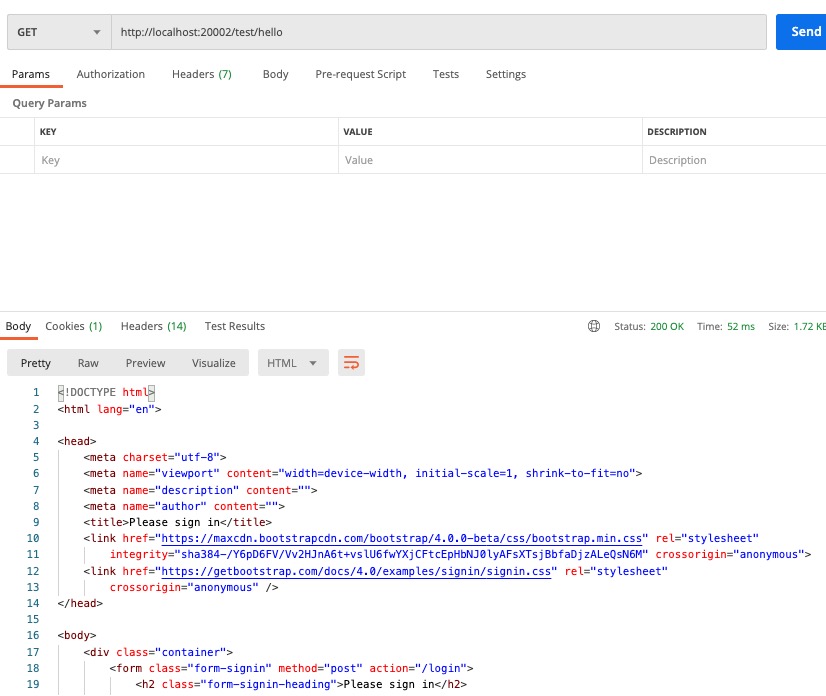 GET http://localhost:20002/test/hello Send
Params Authorization Headers (7) Body Pre-request Script Tests Settings
Query Params
KEY VALUE DESCRIPTION
Key Value Description
Body Cookies (1) Headers (14) Test Results Status: 200 OK Time: 52 ms Size: 1.72 KB
Pretty Raw Preview Visualize HTML
1 <!DOCTYPE html>
2 <html lang="en">
3
4 <head>
5 <meta charset="utf-8">
6 <meta name="viewport" content="width=device-width, initial-scale=1, shrink-to-fit=no">
7 <meta name="description" content="">
8 <meta name="author" content="">
9 <title>Please sign in</title>
10 <link href="https://maxcdn.bootstrapcdn.com/bootstrap/4.0.0-beta/css/bootstrap.min.css" rel="stylesheet"
11 integrity="sha384-/Y6pD6FV/Vv2HJnA6t+vslU6fwYXjCFtcEpHbNJ0lyAFsXTsjBbfaDjzALeQsN6M" crossorigin="anonymous">
12 <link href="https://getbootstrap.com/docs/4.0/examples/signin/signin.css" rel="stylesheet"
13 crossorigin="anonymous" />
14 </head>
15
16 <body>
17 <div class="container">
18 <form class="form-signin" method="post" action="/login">
19 <h2 class="form-signin-heading">Please sign in</h2>